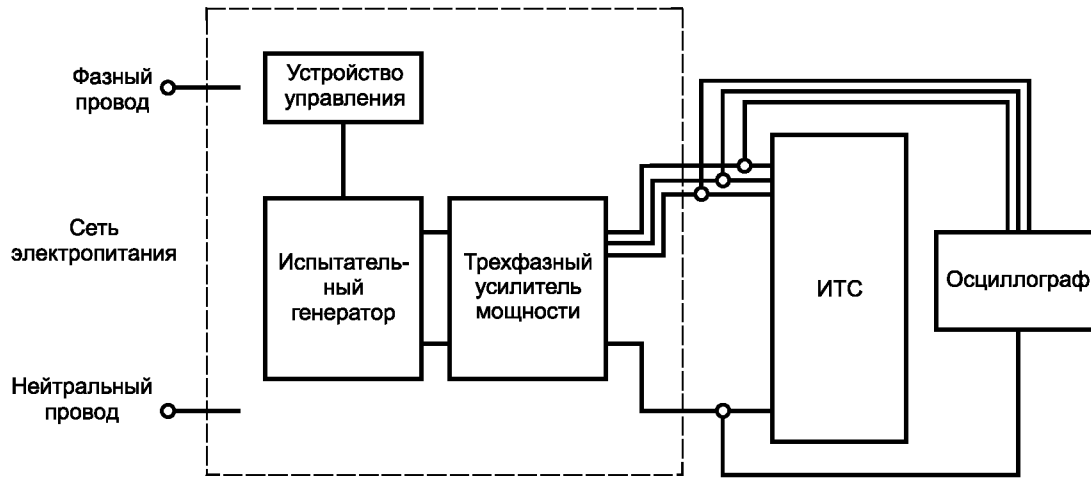 Фазный
провод
Устройство
управления
Сеть
электропитания
Испытатель-
ный
генератор
Трехфазный
усилитель
мощности
ИТС
Осциллограф
Нейтральный
провод